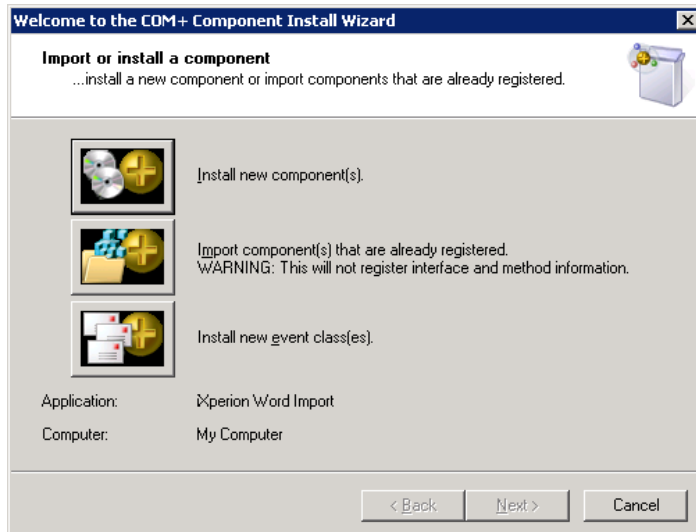 Welcome to the COM+ Component Install Wizard
Import or install a component
...install a new component or import components that are already registered.
Install new component(s).
Import component(s) that are already registered.
WARNING: This will not register interface and method information.
Install new event class(es).
Application: iXperion Word Import
Computer: My Computer
< Back Next > Cancel